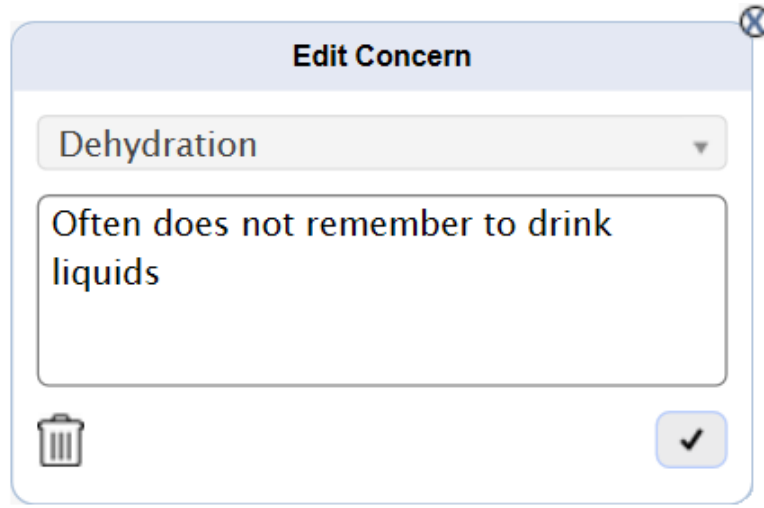 Edit Concern
Dehydration
Often does not remember to drink
liquids